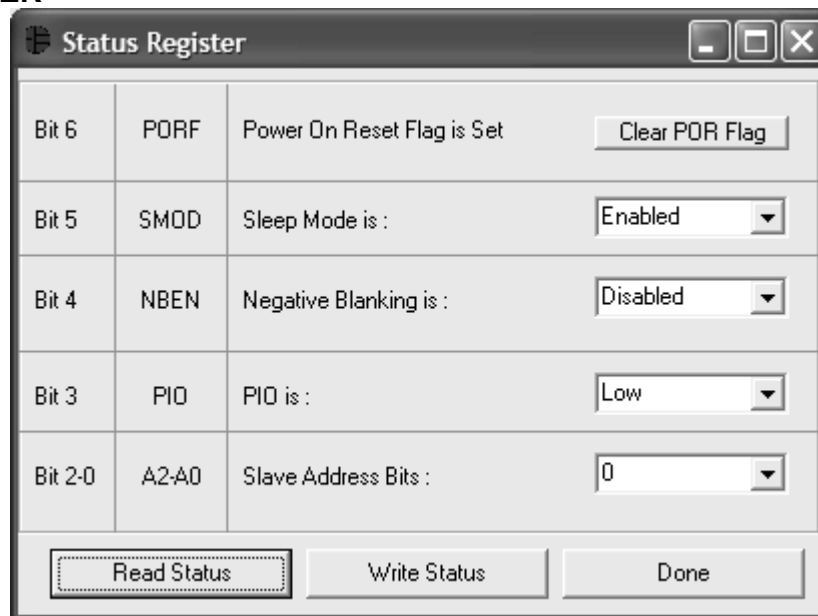 Status Register
Bit 6 PORF Power On Reset Flag is Set Clear POR Flag
Bit 5 SMOD Sleep Mode is : Enabled
Bit 4 NBEN Negative Blanking is : Disabled
Bit 3 PIO PIO is : Low
Bit 2-0 A2-A0 Slave Address Bits : 0
Read Status Write Status Done